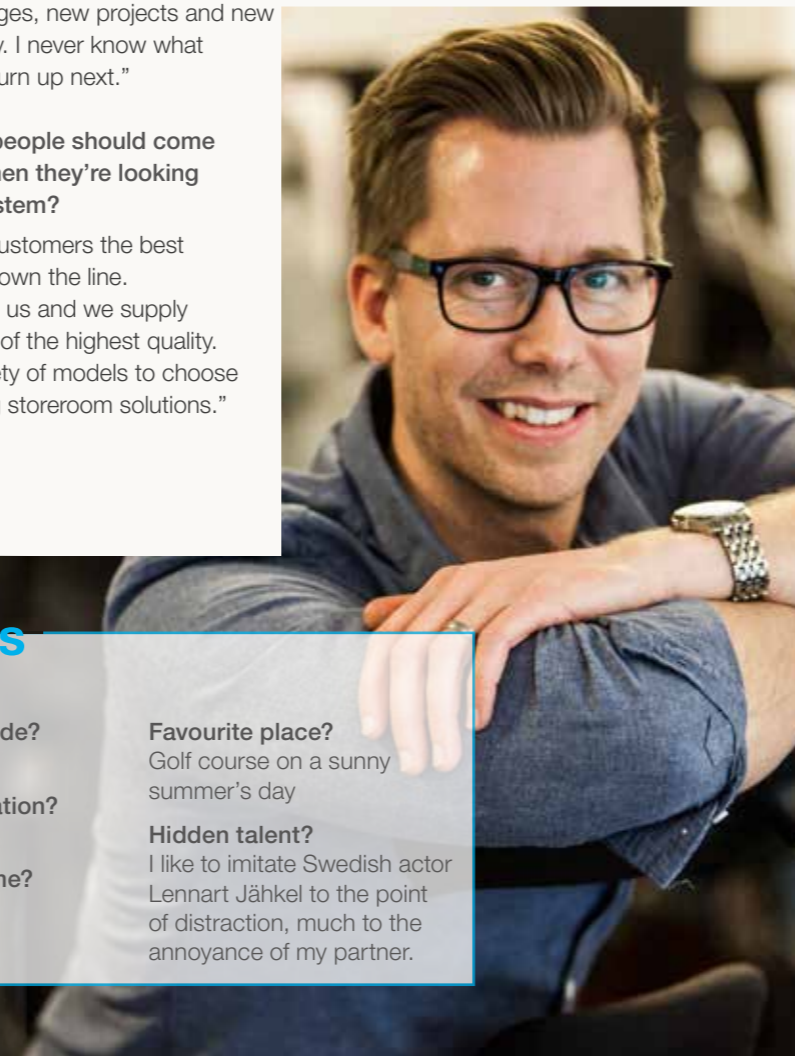 ges, new projects and new
. I never know what
urn up next.”
people should come
en they’re looking
stem?
ustomers the best
own the line.
us and we supply
of the highest quality.
ety of models to choose
storeroom solutions.”
s
de?
ation?
me?
Favourite place?
Golf course on a sunny
summer’s day
Hidden talent?
I like to imitate Swedish actor
Lennart Jähkel to the point
of distraction, much to the
annoyance of my partner.